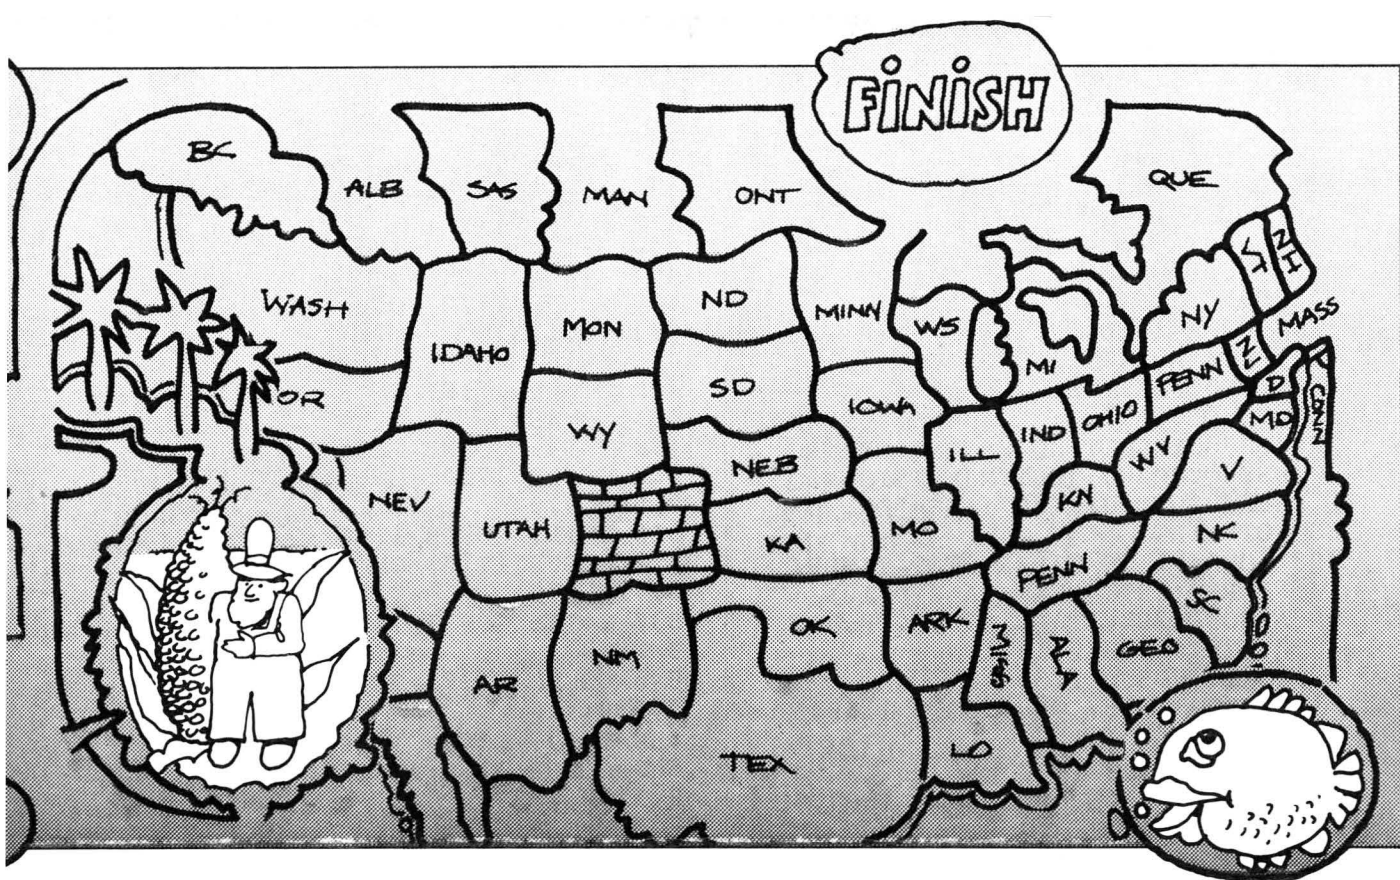 FINISH
BC
ALB
SAS
MAN
ONT
QUE
VT
NH
WASH
IDAHO
MON
ND
MINN
WS
MI
NY
MASS
OR
WY
SD
IOWA
IND
OHIO
PENN
NJ
D
CONN
NEV
UTAH
NEB
ILL
KN
WV
V
MD
KA
MO
PENN
NC
AR
NM
OK
ARK
MISS
ALA
GEO
SC
TEX
LO